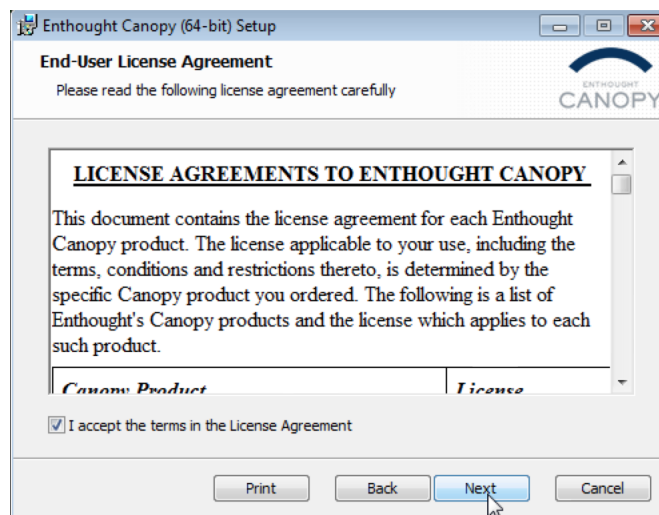 Enthought Canopy (64-bit) Setup
End-User License Agreement
Please read the following license agreement carefully
ENTHOUGHT
CANOPY
LICENSE AGREEMENTS TO ENTHOUGHT CANOPY
This document contains the license agreement for each Enthought
Canopy product. The license applicable to your use, including the
terms, conditions and restrictions thereto, is determined by the
specific Canopy product you ordered. The following is a list of
Enthought's Canopy products and the license which applies to each
such product.
Canopy Product License
I accept the terms in the License Agreement
Print Back Next Cancel